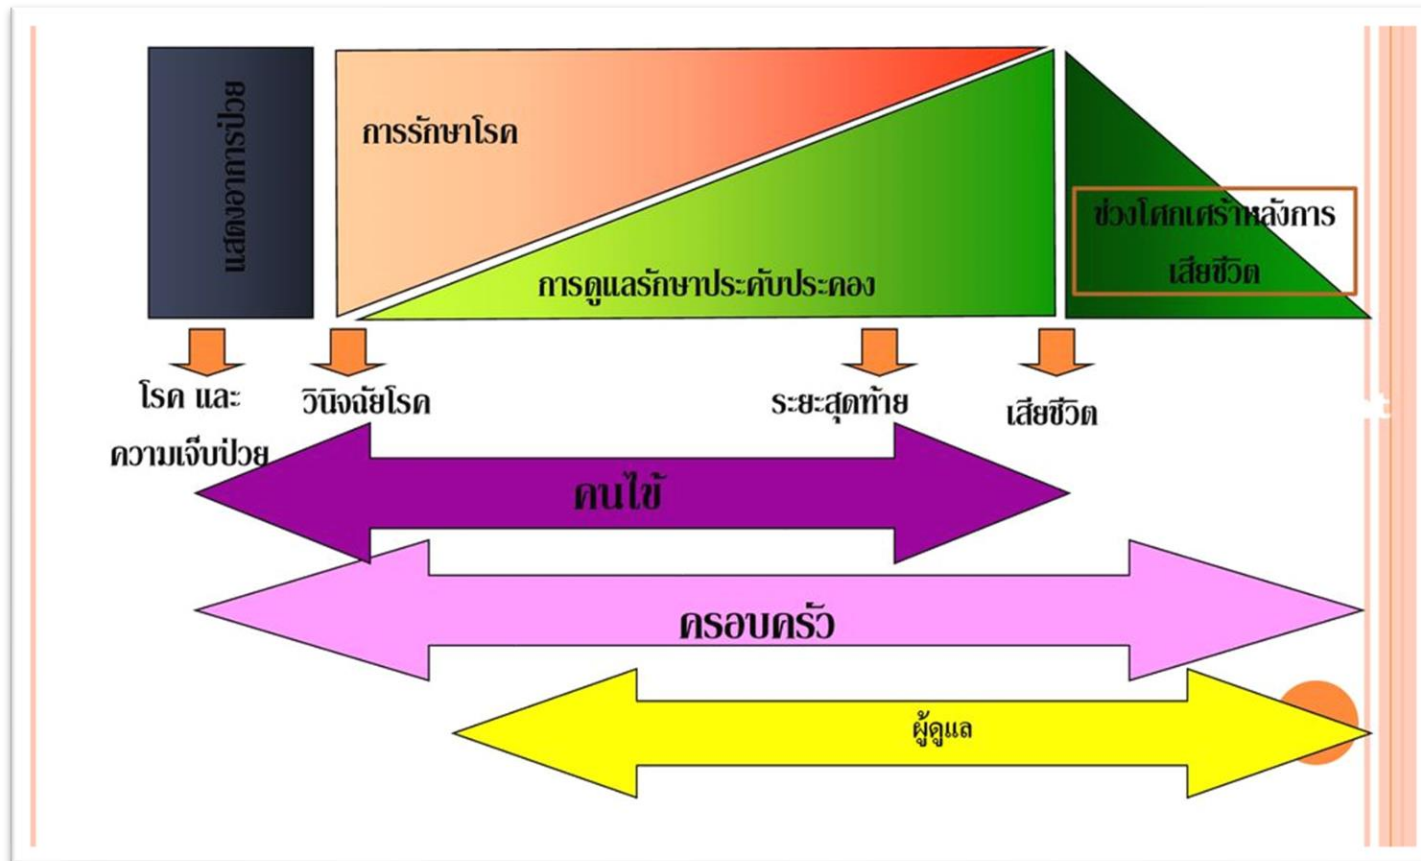 แสดงอาการป่วย
การรักษาโรค
ช่วงโศกเศร้าหลังการ
เสียชีวิต
การดูแลรักษาประคับประคอง
โรค และ
ความเจ็บป่วย
วินิจฉัยโรค
ระยะสุดท้าย
เสียชีวิต
คนไข้
ครอบครัว
ผู้ดูแล